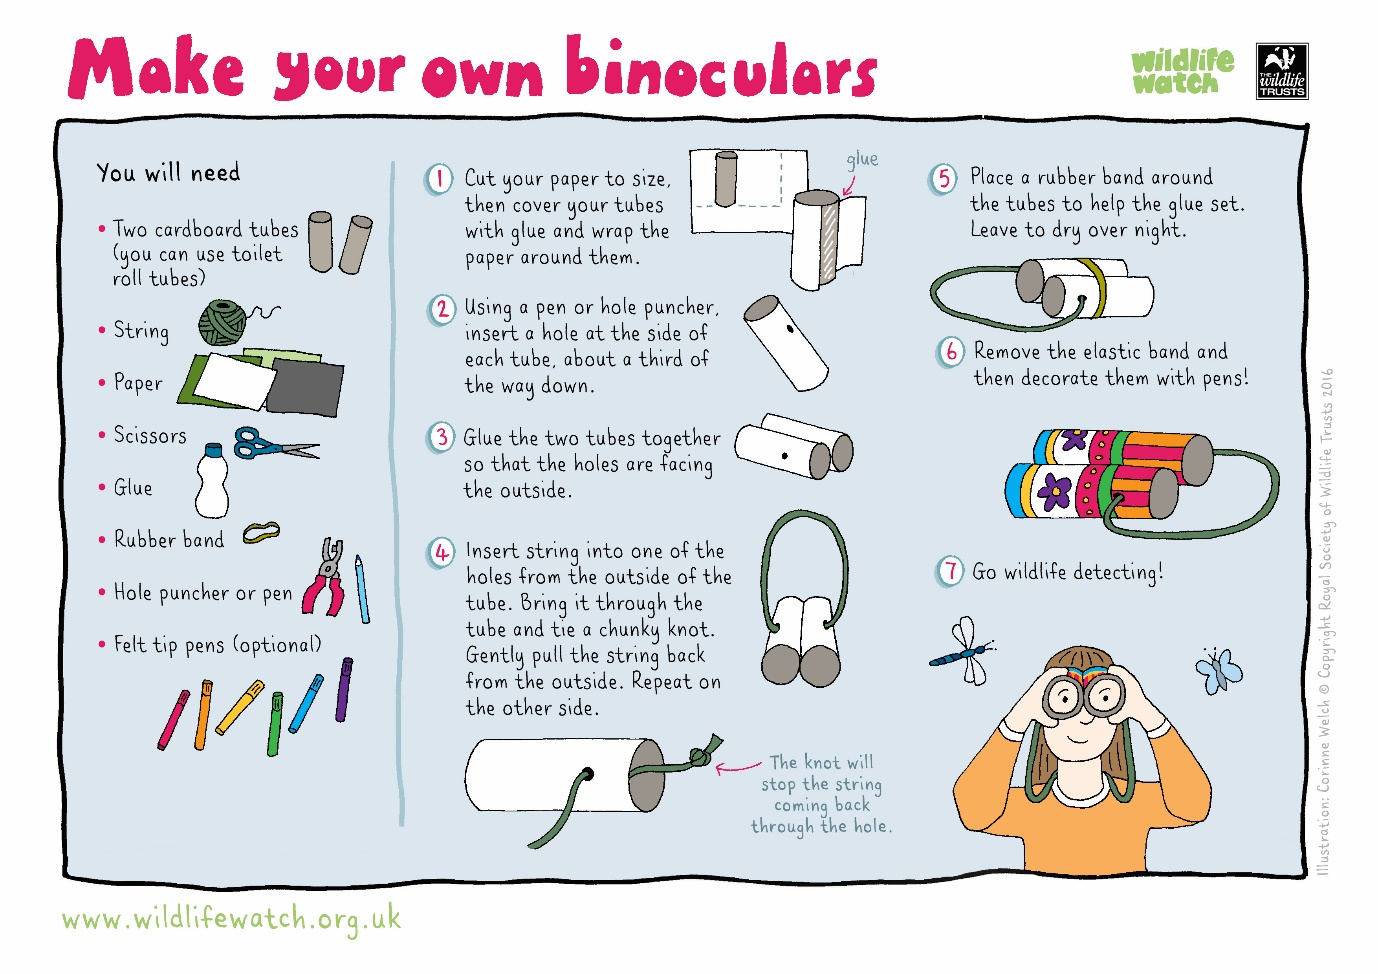 Make your own binoculars
wildlife
watch
THE
wildlife
TRUSTS
You will need
• Two cardboard tubes
(you can use toilet
roll tubes)
• String
• Paper
• Scissors
• Glue
• Rubber band
• Hole puncher or pen
• Felt tip pens (optional)
1 Cut your paper to size,
then cover your tubes
with glue and wrap the
paper around them.
glue
2 Using a pen or hole puncher,
insert a hole at the side of
each tube, about a third of
the way down.
3 Glue the two tubes together
so that the holes are facing
the outside.
4 Insert string into one of the
holes from the outside of the
tube. Bring it through the
tube and tie a chunky knot.
Gently pull the string back
from the outside. Repeat on
the other side.
The knot will
stop the string
coming back
through the hole.
5 Place a rubber band around
the tubes to help the glue set.
Leave to dry over night.
6 Remove the elastic band and
then decorate them with pens!
7 Go wildlife detecting!
Illustration: Corinne Welch © Copyright Royal Society of Wildlife Trusts 2016
www.wildlifewatch.org.uk